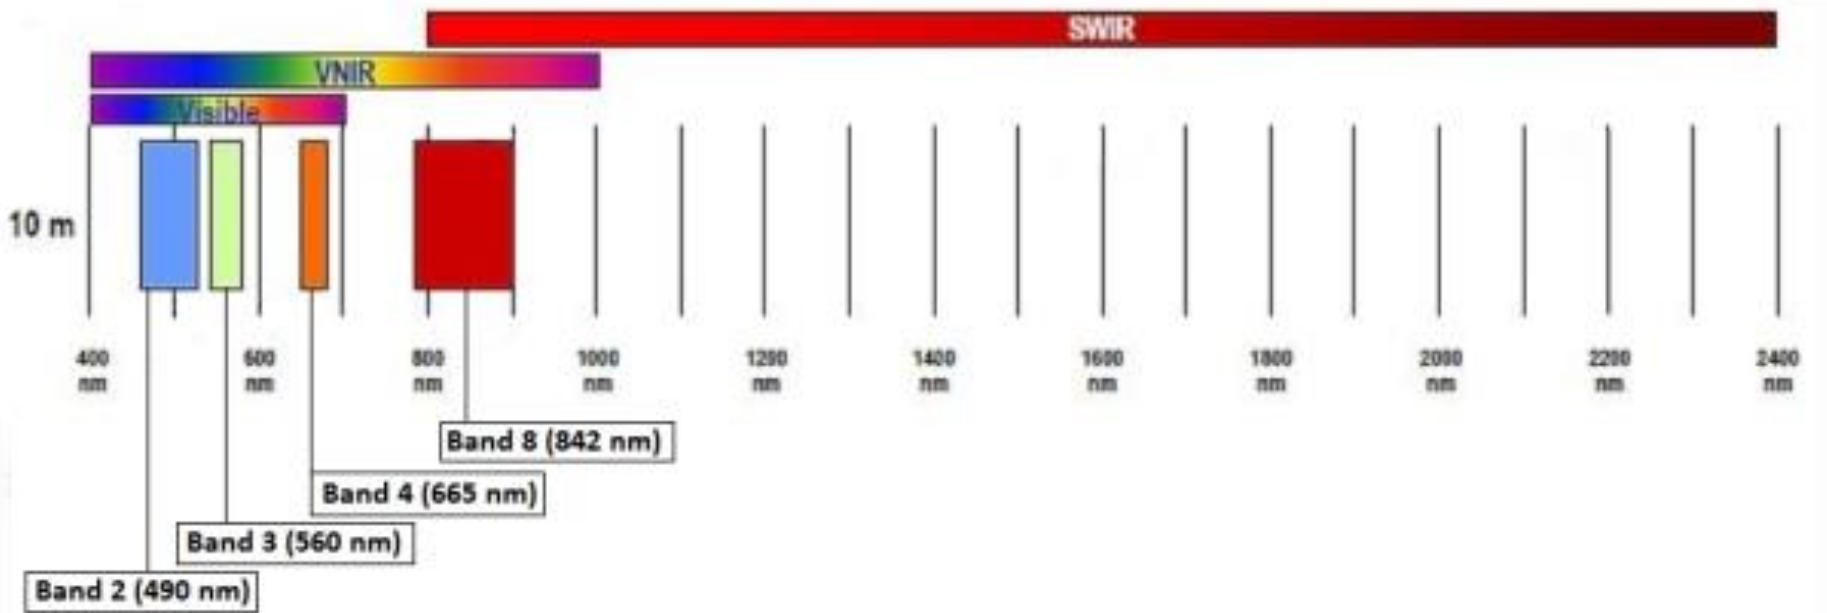 SWIR
VNIR
Visible
10 m
400 600 800 1000 1200 1400 1600 1800 2000 2200 2400
nm nm nm nm nm nm nm nm nm nm nm
Band 8 (842 nm)
Band 4 (665 nm)
Band 3 (560 nm)
Band 2 (490 nm)